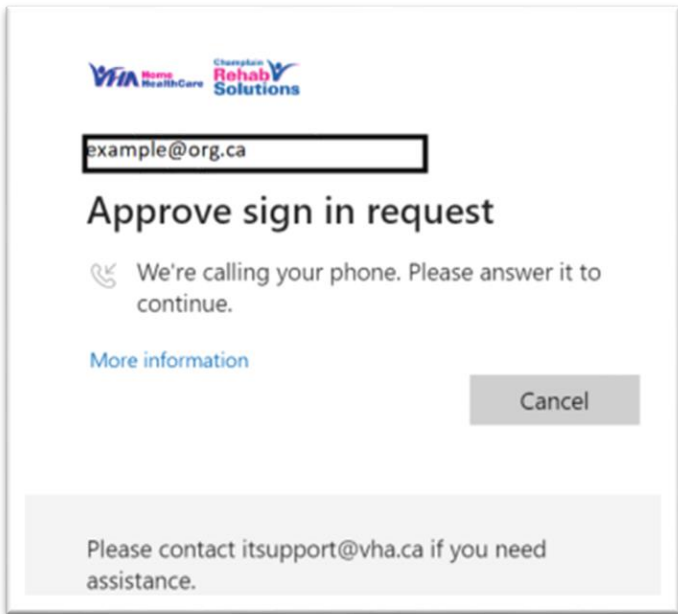 VHA Home HealthCare
Champlain Rehab Solutions
example@org.ca
Approve sign in request
We're calling your phone. Please answer it to
continue.
More information
Cancel
Please contact itsupport@vha.ca if you need
assistance.